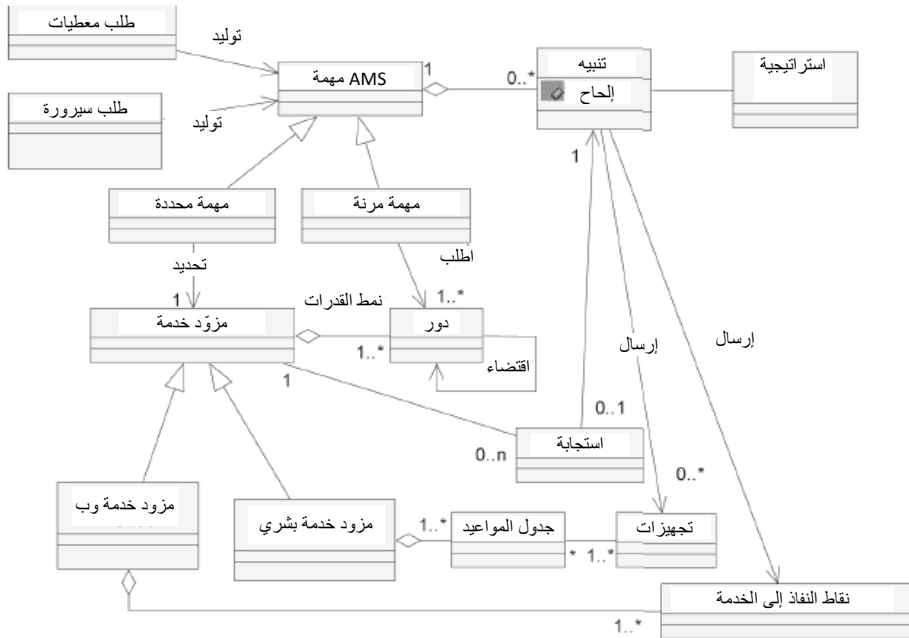 طلب معطيات
توليد
مهمة AMS
1
0..*
تنبيه
إلحاح
استراتيجية
طلب سيرورة
توليد
1
مهمة محددة
مهمة مرنة
تحديد
اطلب
1
نمط القدرات
1..*
مزوّد خدمة
دور
1..*
اقتضاء
إرسال
إرسال
1
0..1
استجابة
0..n
0..*
مزود خدمة وب
مزود خدمة بشري
1..*
جدول المواعيد
*
1..*
تجهيزات
نقاط النفاذ إلى الخدمة
1..*